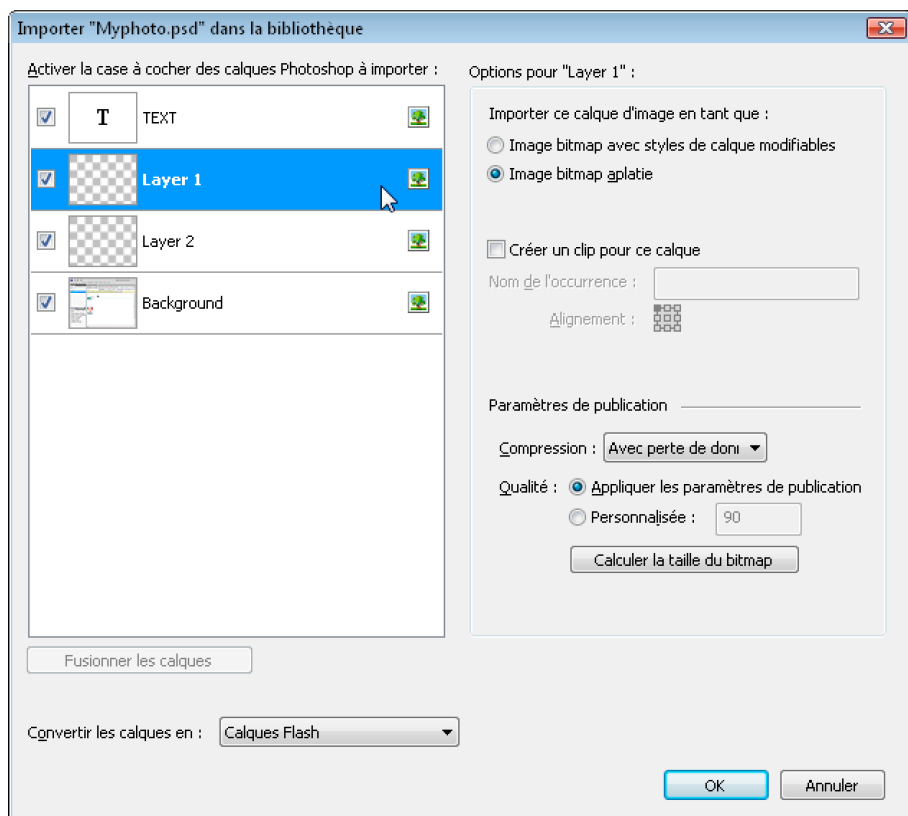 Importer "Myphoto.psd" dans la bibliothèque
Activer la case à cocher des calques Photoshop à importer :
T TEXT
Layer 1
Layer 2
Background
Fusionner les calques
Convertir les calques en : Calques Flash
Options pour "Layer 1" :
Importer ce calque d'image en tant que :
Image bitmap avec styles de calque modifiables
Image bitmap aplatie
Créer un clip pour ce calque
Nom de l'occurrence :
Alignement :
Paramètres de publication
Compression : Avec perte de doni
Qualité : Appliquer les paramètres de publication
Personnalisée : 90
Calculer la taille du bitmap
OK Annuler